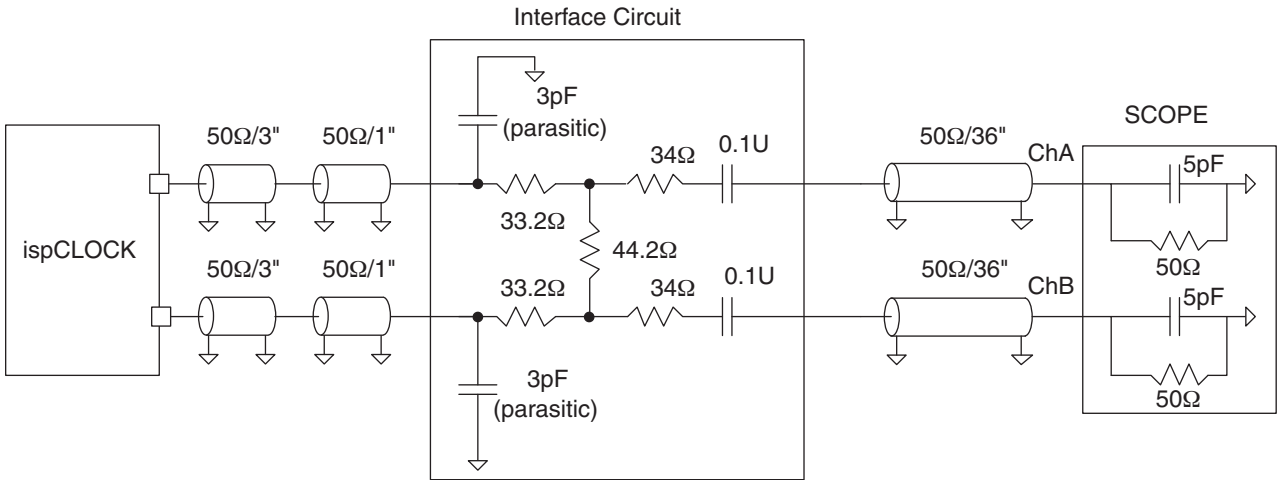 Interface Circuit
3pF
(parasitic)
50Ω/3"
50Ω/1"
34Ω
0.1U
50Ω/36"
ChA
SCOPE
5pF
33.2Ω
50Ω
ispCLOCK
44.2Ω
50Ω/3"
50Ω/1"
33.2Ω
34Ω
0.1U
50Ω/36"
ChB
5pF
3pF
(parasitic)
50Ω